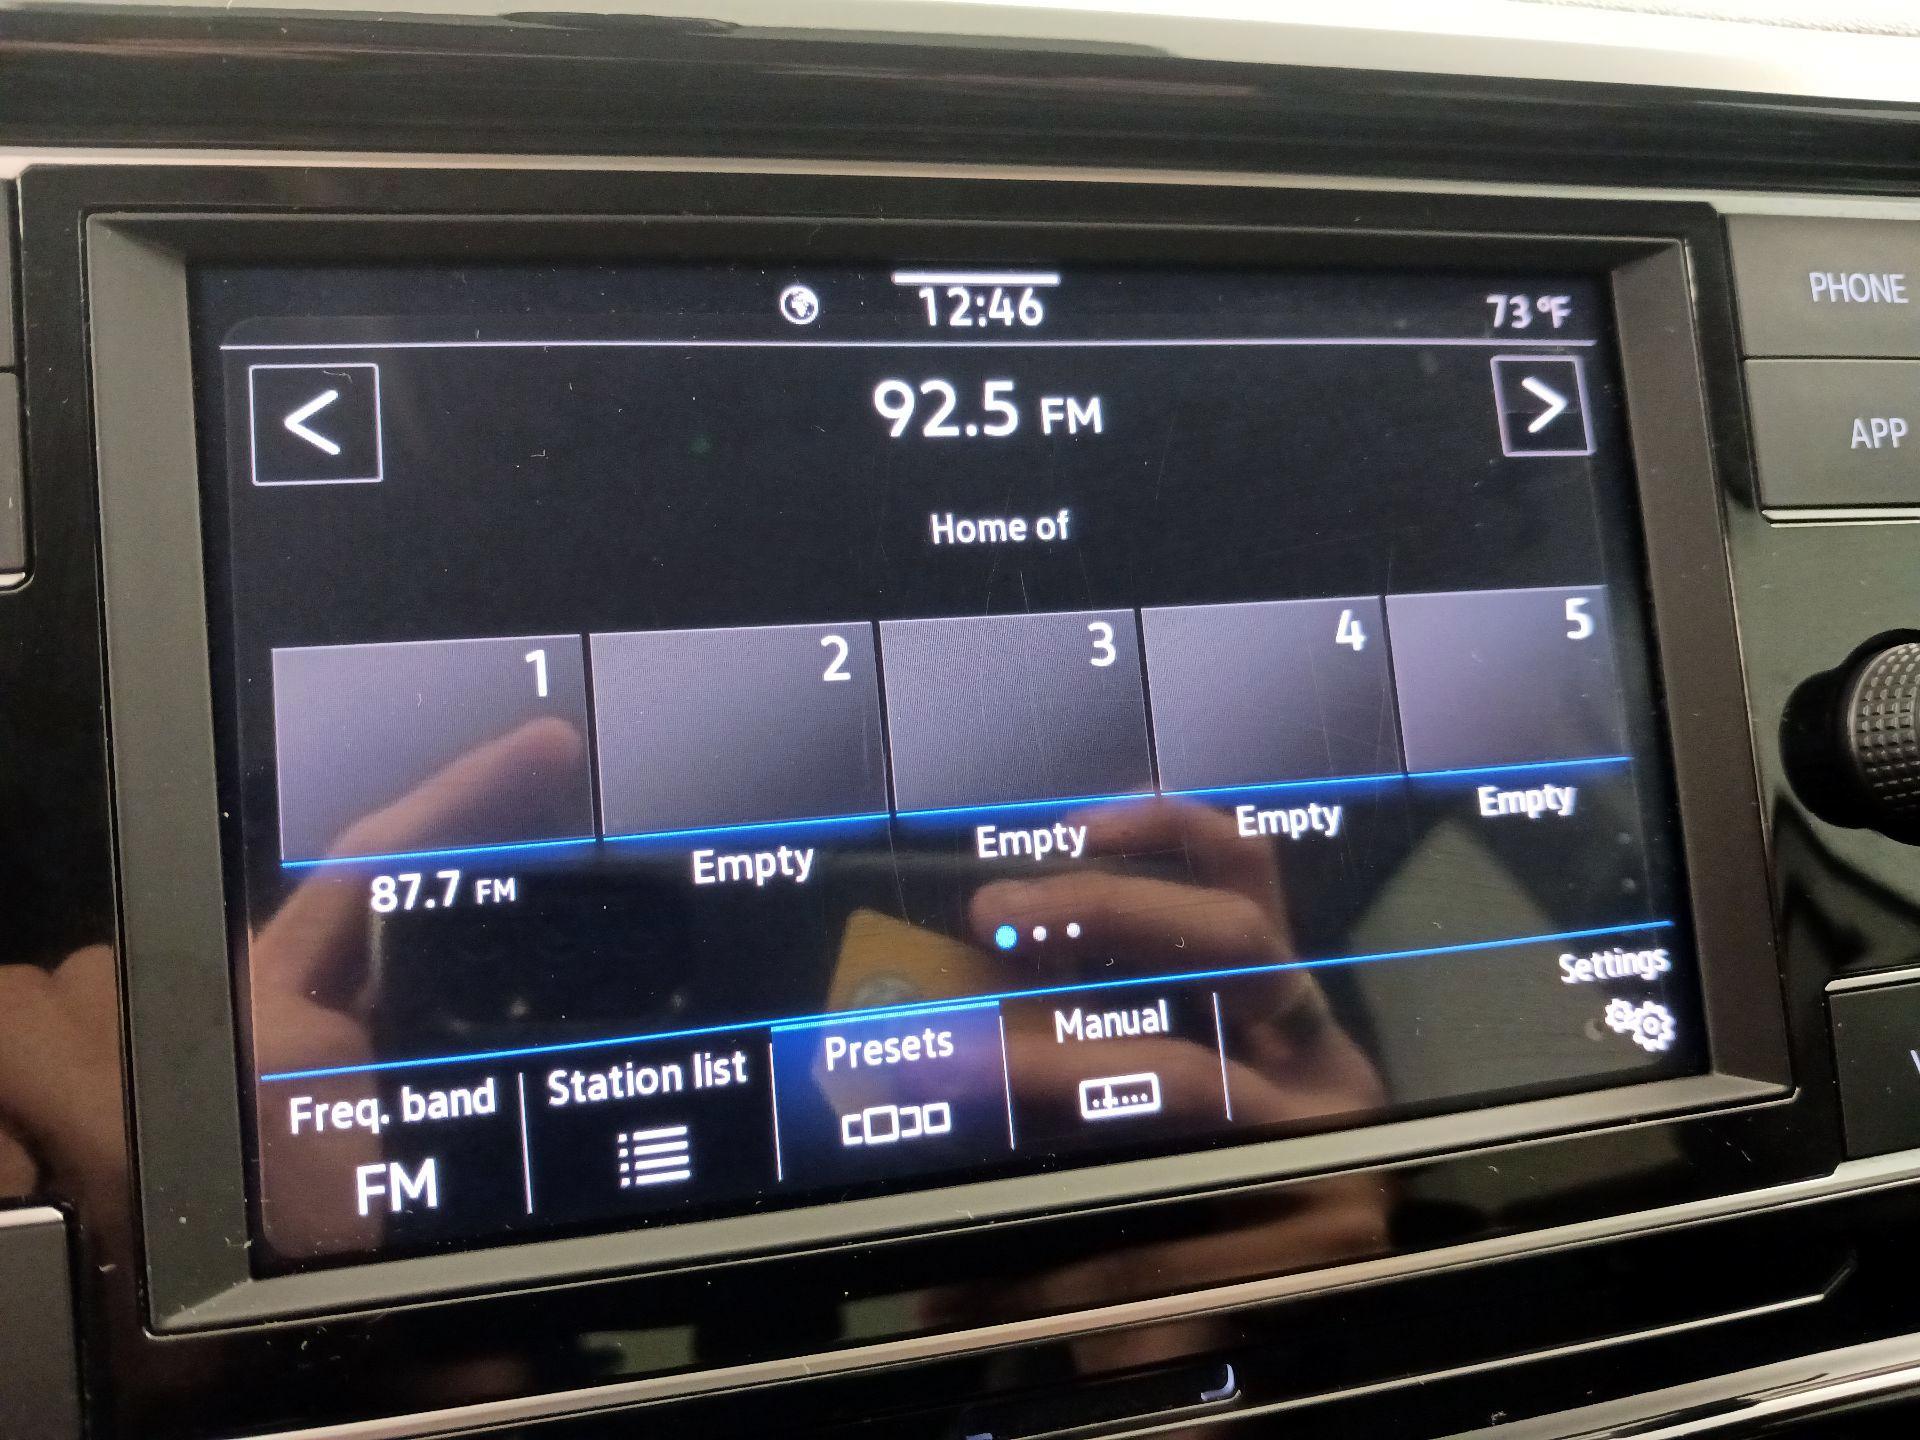 12:46
73 °F
PHONE
<
92.5 FM
>
APP
Home of
1
2
3
4
5
87.7 FM
Empty
Empty
Empty
Empty
Settings
Freq. band
Station list
Presets
Manual
FM